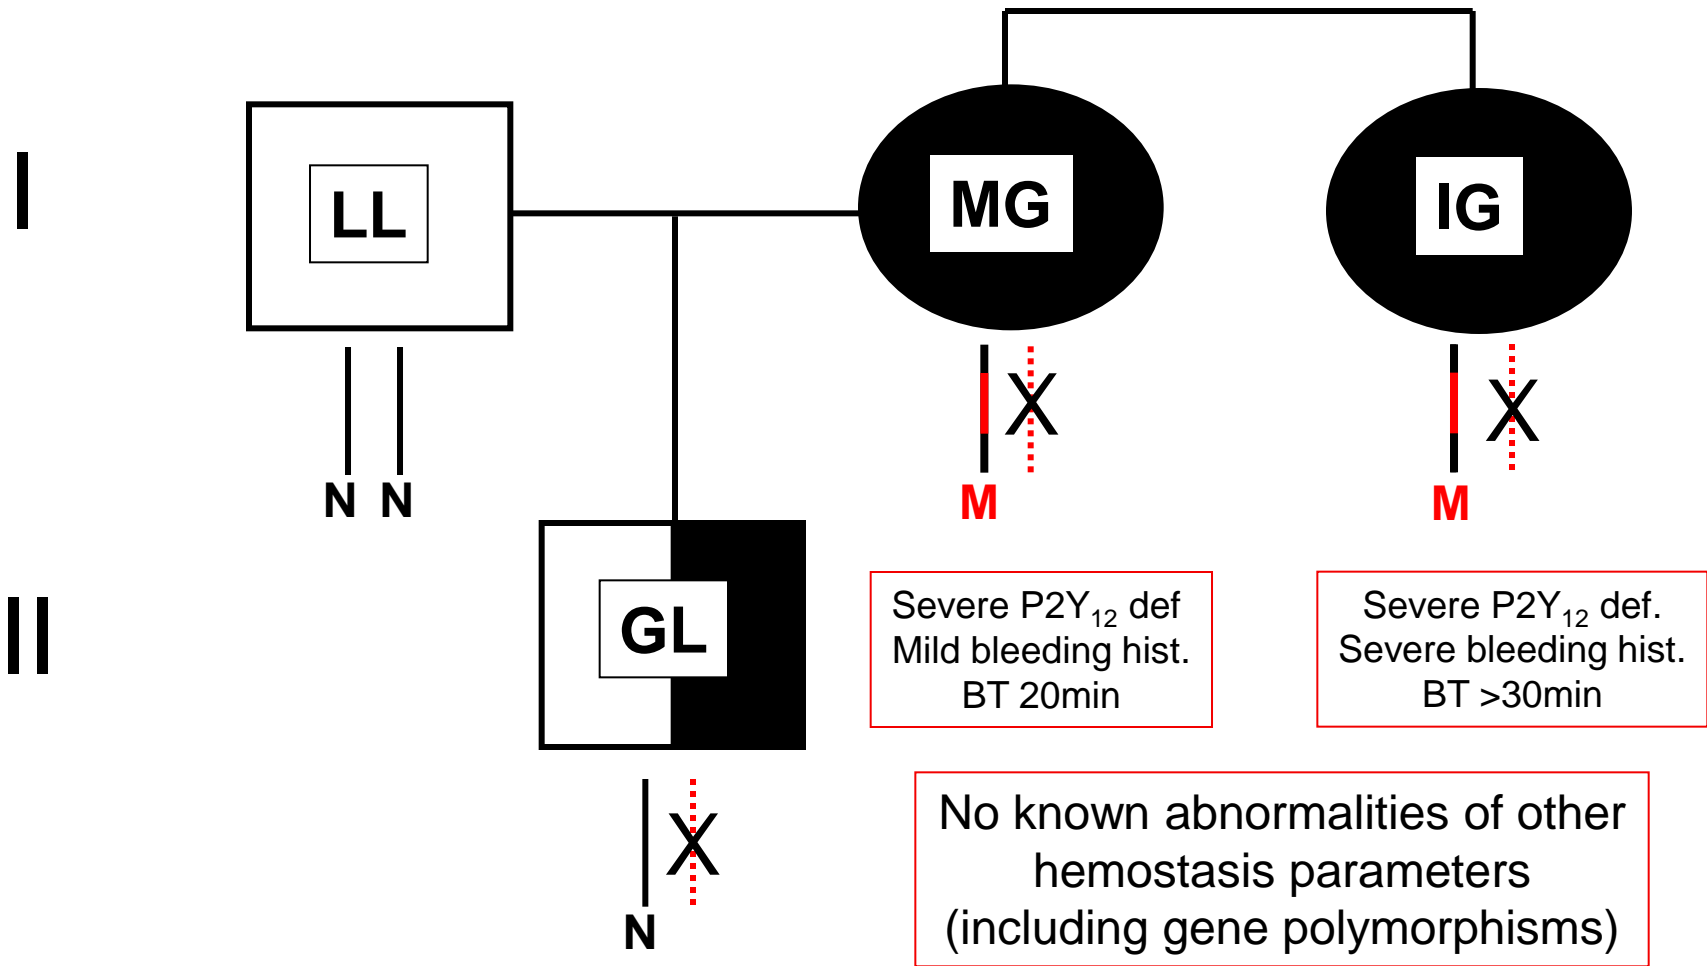 I
LL
MG
IG
N N
M
M
II
GL
Severe P2Y₁₂ def
Mild bleeding hist.
BT 20min
Severe P2Y₁₂ def.
Severe bleeding hist.
BT >30min
X
X
X
N
No known abnormalities of other
hemostasis parameters
(including gene polymorphisms)